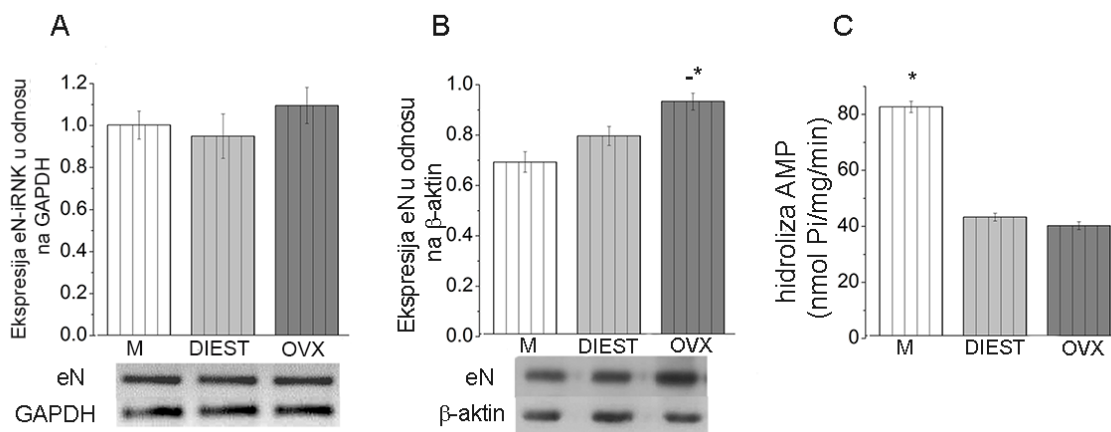 A
Ekspresija eN-iRNK u odnosu
na GAPDH
1.2
1.0
0.8
0.6
0.4
0.2
0.0
M DIEST OVX
eN
GAPDH
B
Ekspresija eN u odnosu
na β-aktin
1.0
0.8
0.6
0.4
0.2
0.0
-*
M DIEST OVX
eN
β-aktin
C
hidroliza AMP
(nmol Pi/mg/min)
80
60
40
20
*
M DIEST OVX